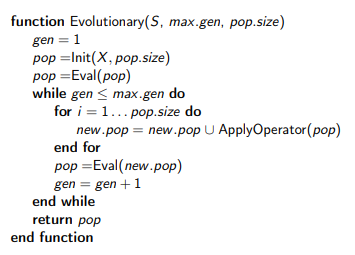 function Evolutionary(S, max.gen, pop.size)
gen = 1
pop =Init(X, pop.size)
pop =Eval(pop)
while gen ≤ max.gen do
for i = 1 . . . pop.size do
new.pop = new.pop ∪ ApplyOperator(pop)
end for
pop =Eval(new.pop)
gen = gen + 1
end while
return pop
end function